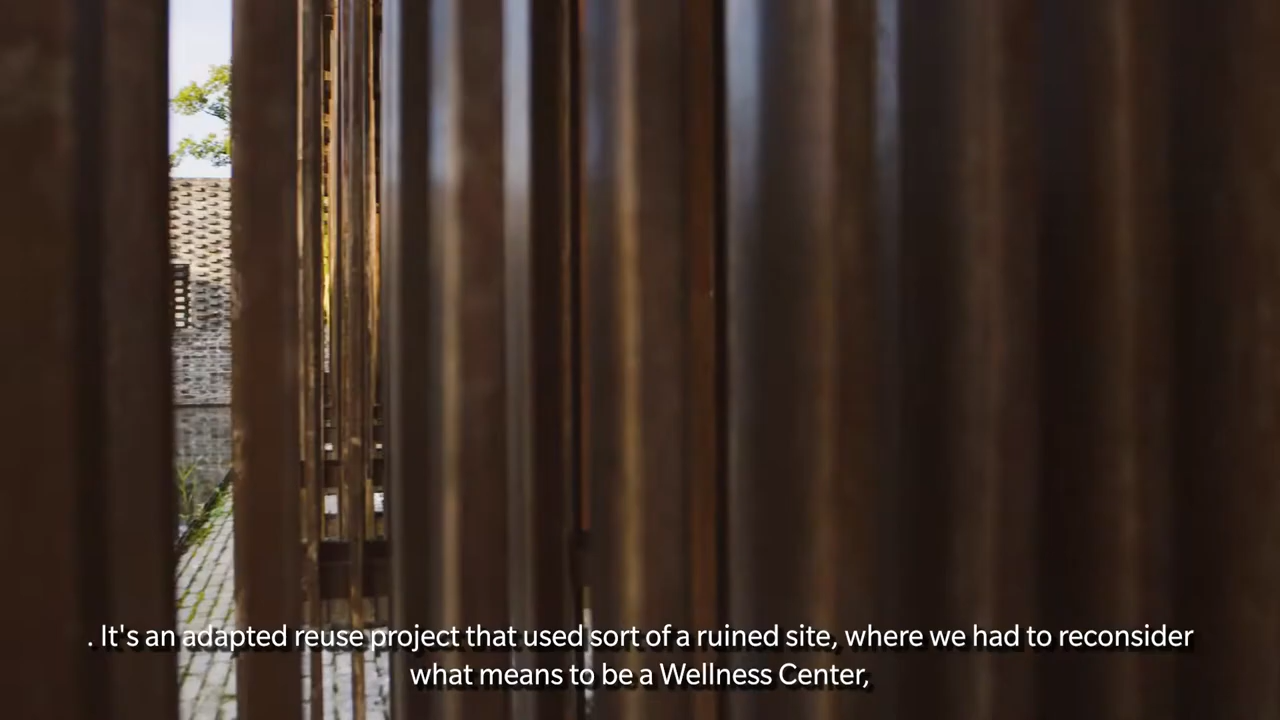 . It's an adapted reuse project that used sort of a ruined site, where we had to reconsider
what means to be a Wellness Center,